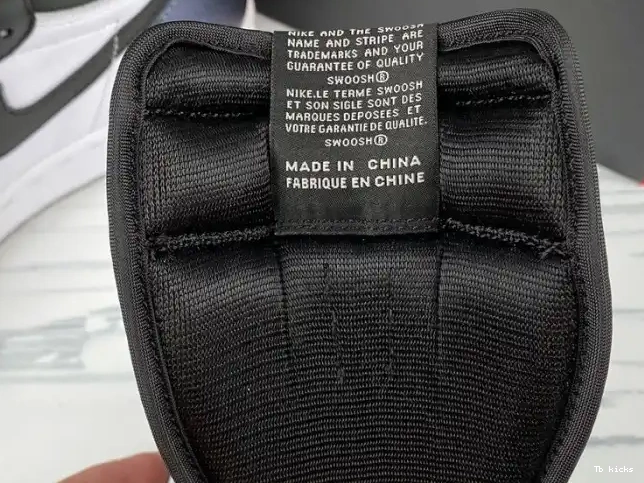 NIKE AND THE SWOOSH
NAME AND STRIPE ARE
TRADEMARKS AND YOUR
GUARANTEE OF QUALITY
SWOOSH®
NIKE.LE TERME SWOOSH
ET SON SIGLE SONT DES
MARQUES DEPOSEES ET
VOTRE GARANTIE DE QUALITE.
SWOOSH®
MADE IN CHINA
FABRIQUE EN CHINE
Tb kicks